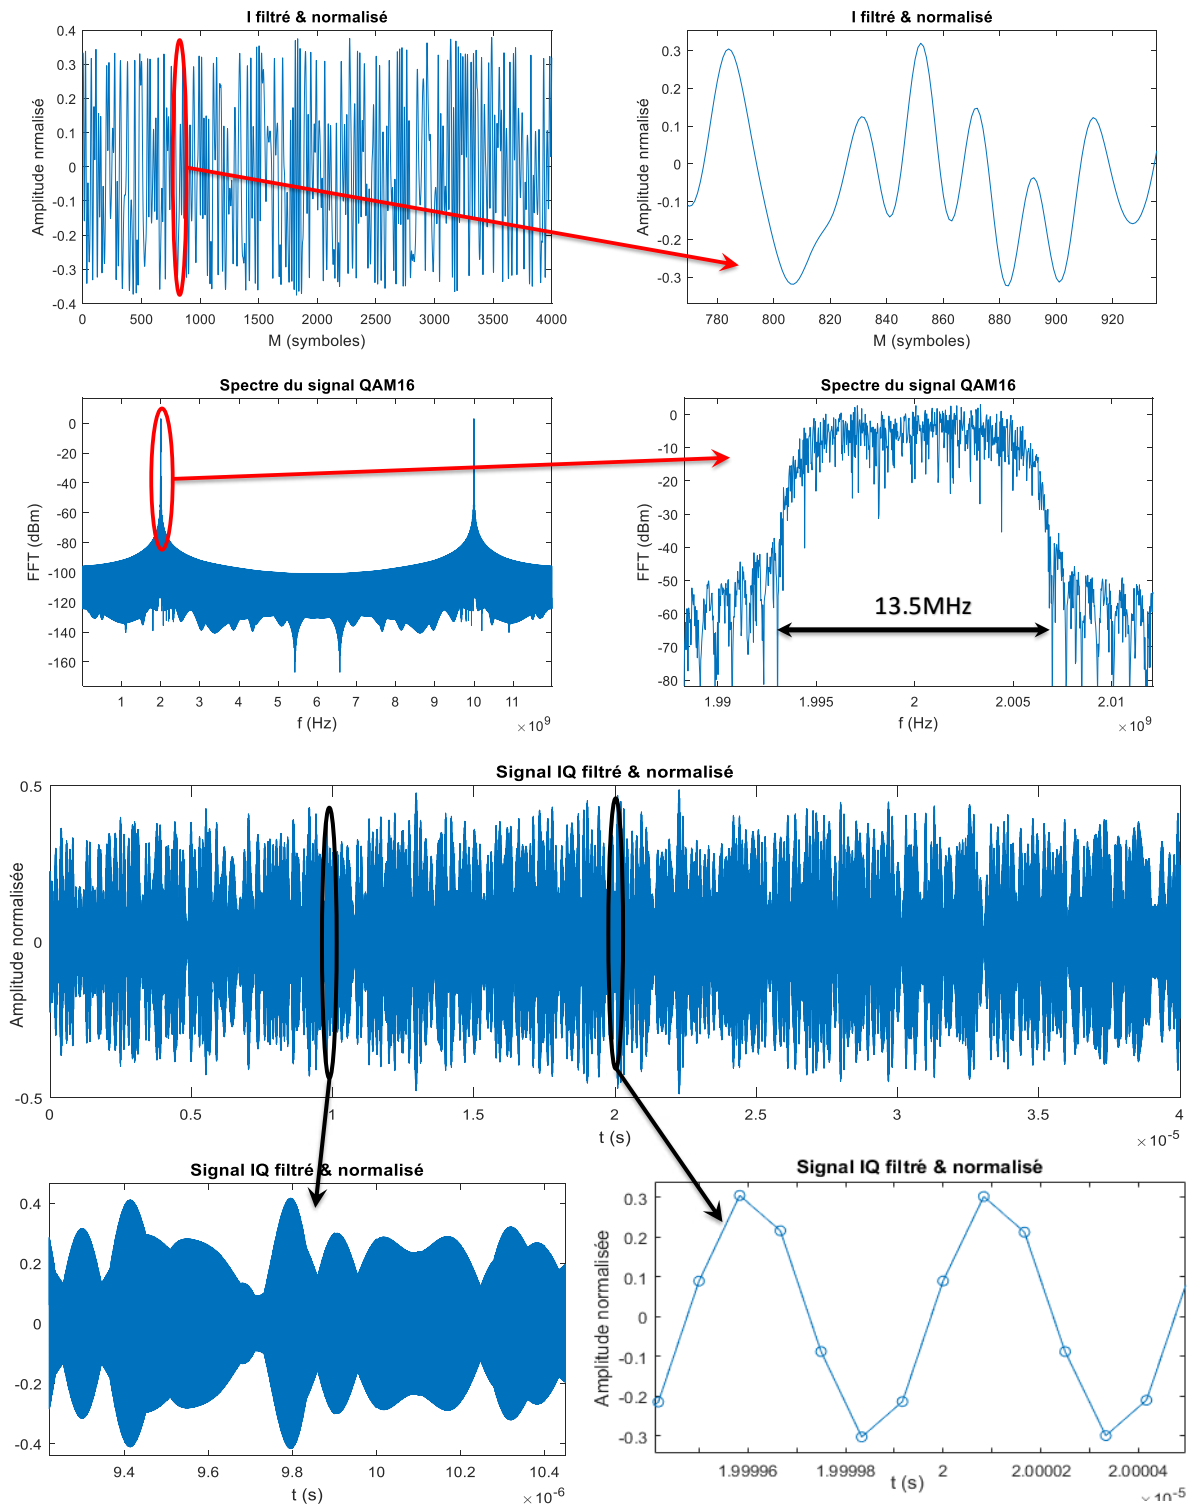 I filtré & normalisé
Amplitude nrmalisé
0.4
0.3
0.2
0.1
0
-0.1
-0.2
-0.3
-0.4
0 500 1000 1500 2000 2500 3000 3500 4000
M (symboles)
I filtré & normalisé
Amplitude nrmalisé
0.3
0.2
0.1
0
-0.1
-0.2
-0.3
780 800 820 840 860 880 900 920
M (symboles)
Spectre du signal QAM16
FFT (dBm)
0
-20
-40
-60
-80
-100
-120
-140
-160
1 2 3 4 5 6 7 8 9 10 11
f (Hz)
×10⁹
Spectre du signal QAM16
FFT (dBm)
0
-10
-20
-30
-40
-50
-60
-70
-80
13.5MHz
1.99 1.995 2 2.005 2.01
f (Hz)
×10⁹
Signal IQ filtré & normalisé
Amplitude normalisée
0.5
0
-0.5
0 0.5 1 1.5 2 2.5 3 3.5 4
t (s)
×10⁻⁵
Signal IQ filtré & normalisé
Amplitude normalisé
0.4
0.2
0
-0.2
-0.4
9.4 9.6 9.8 10 10.2 10.4
t (s)
×10⁻⁶
Signal IQ filtré & normalisé
Amplitude normalisée
0.3
0.2
0.1
0
-0.1
-0.2
-0.3
1.99996 1.99998 2 2.00002 2.00004
t (s)
×10⁻⁵